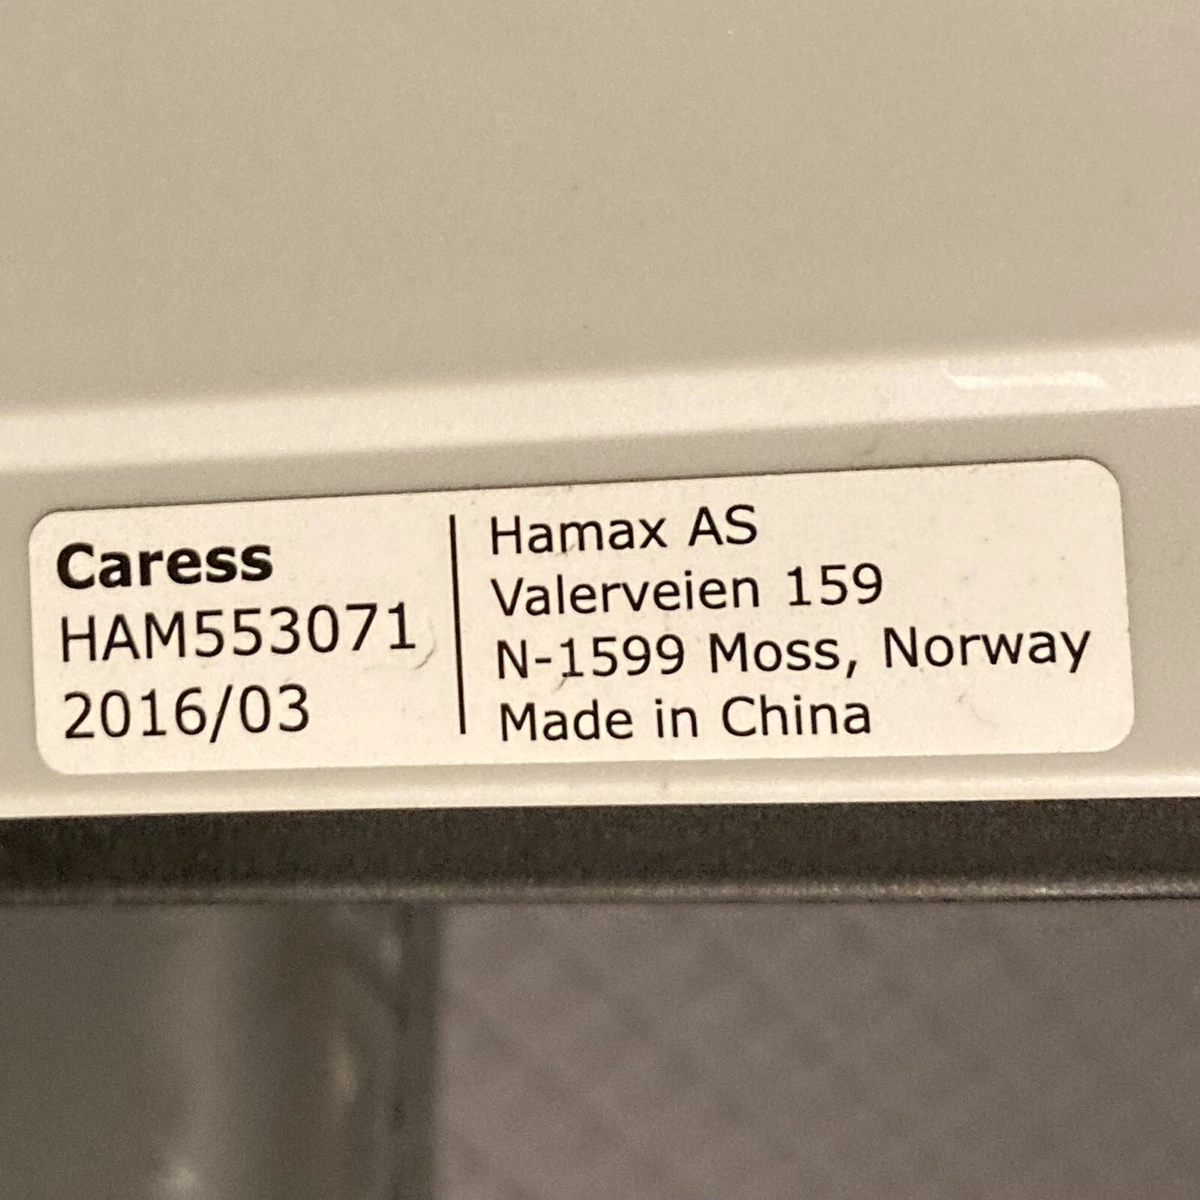 Caress
HAM553071
2016/03
Hamax AS
Valerveien 159
N-1599 Moss, Norway
Made in China